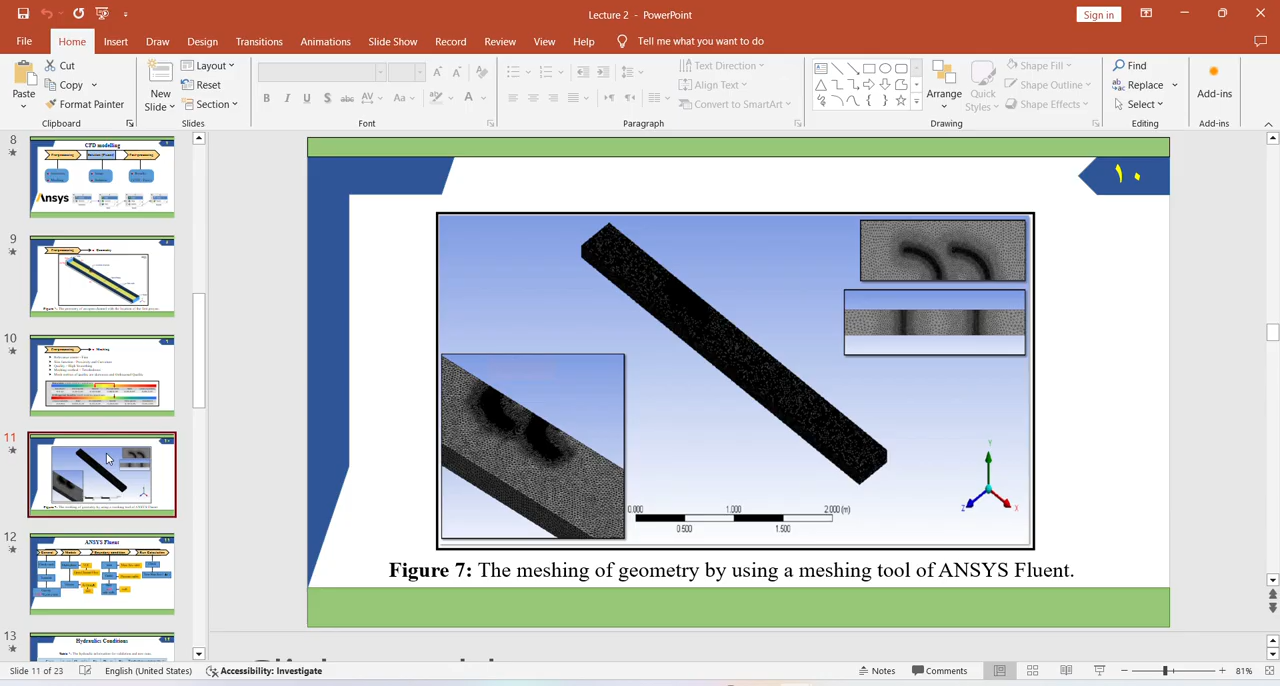 Lecture 2 - PowerPoint
Sign in
File Home Insert Draw Design Transitions Animations Slide Show Record Review View Help Tell me what you want to do
Paste
Cut
Copy
Format Painter
Clipboard
New
Slide
Layout
Reset
Section
Slides
Font
Text Direction
Align Text
Convert to SmartArt
Paragraph
Arrange
Quick
Styles
Shape Fill
Shape Outline
Shape Effects
Drawing
Find
Replace
Select
Editing
Add-ins
Add-ins
8
CFD modelling
Ansys
9
10
11
12
ANSYS Fluent
13
Hydraulics Conditions
١٠
0.000 1.000 2.000 (m)
0.500 1.500
Y
Z X
Figure 7: The meshing of geometry by using a meshing tool of ANSYS Fluent.
Slide 11 of 23 English (United States) Accessibility: Investigate Notes Comments 81%